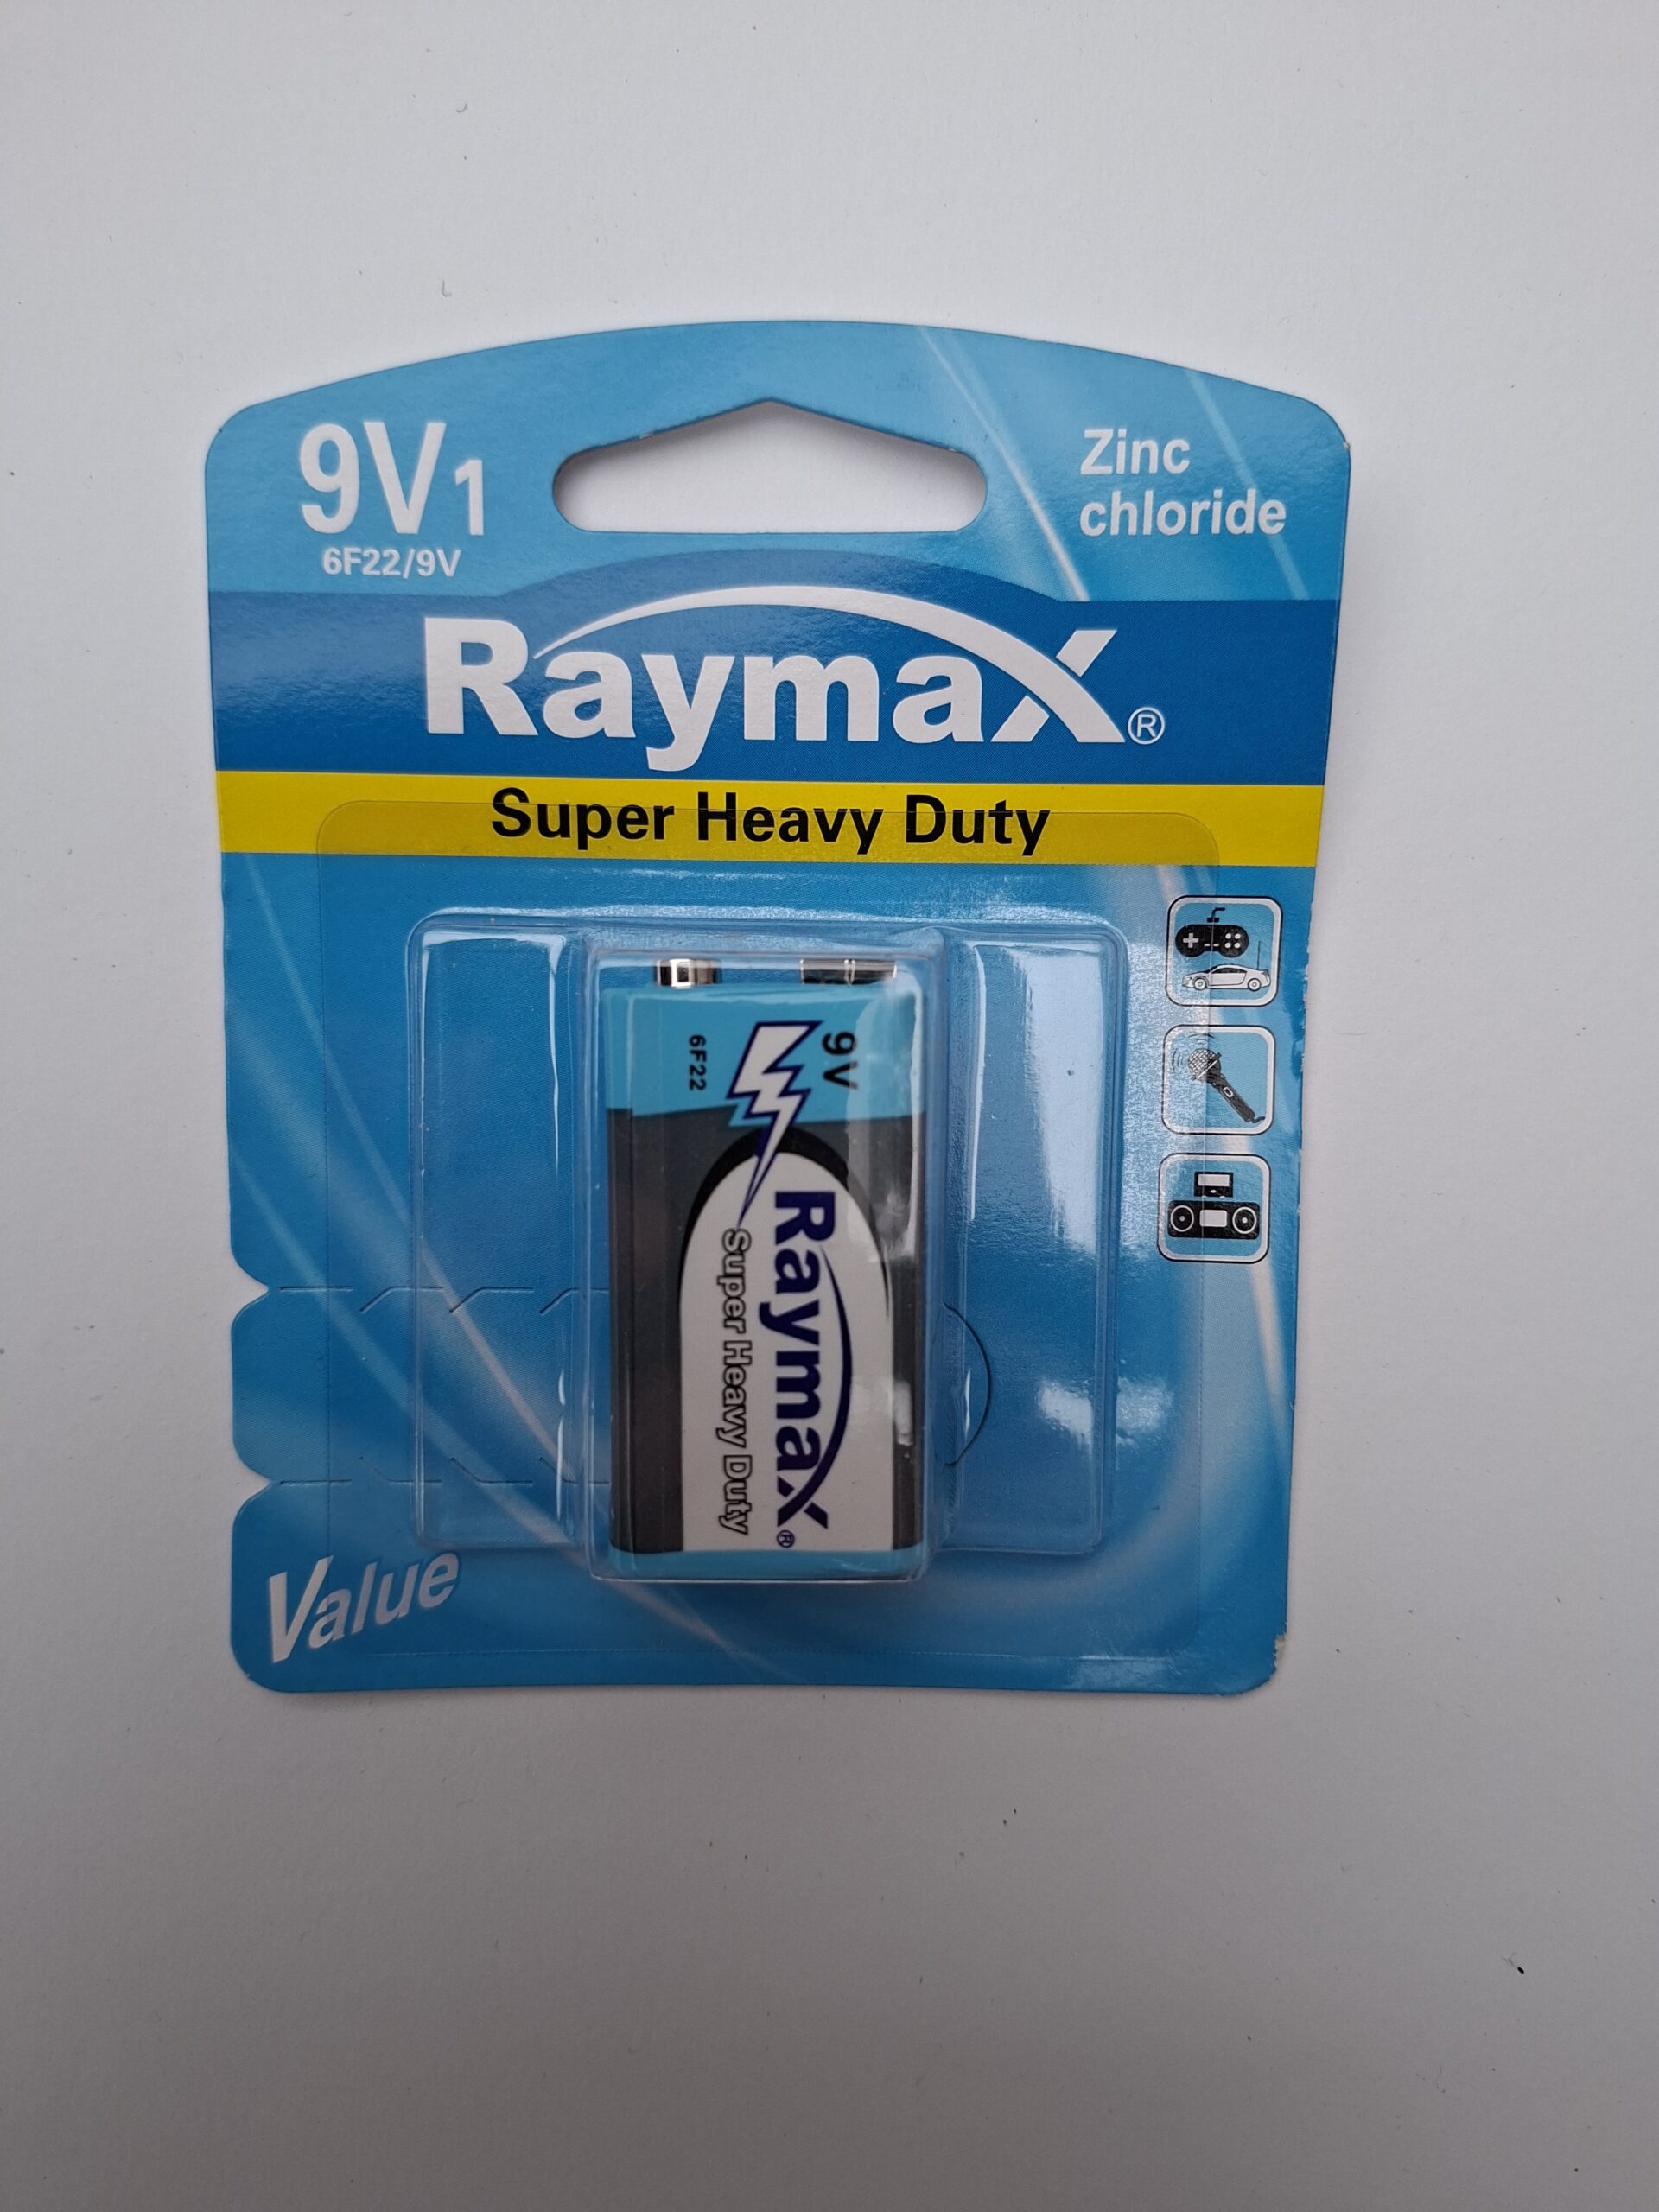 9V1
6F22/9V
Zinc
chloride
Raymax®
Super Heavy Duty
9V
6F22
Raymax®
Super Heavy Duty
Value